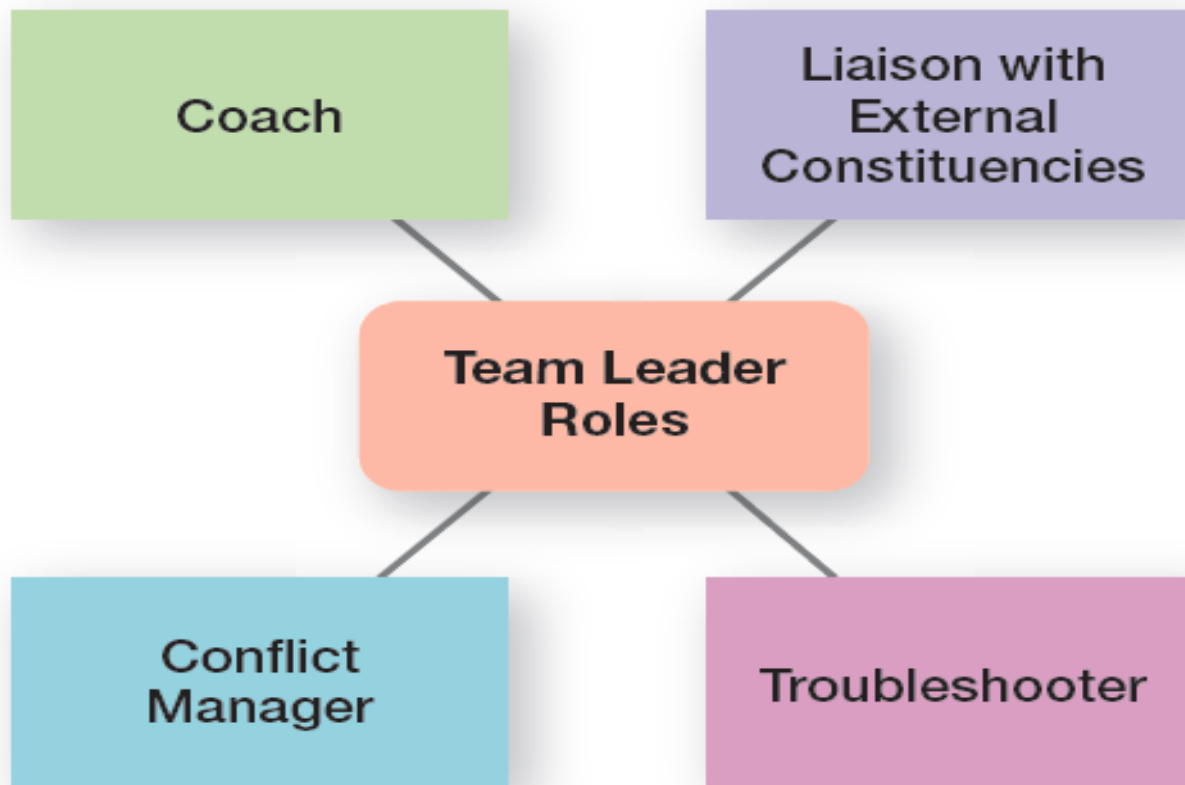 Coach
Liaison with
External
Constituencies
Team Leader
Roles
Conflict
Manager
Troubleshooter